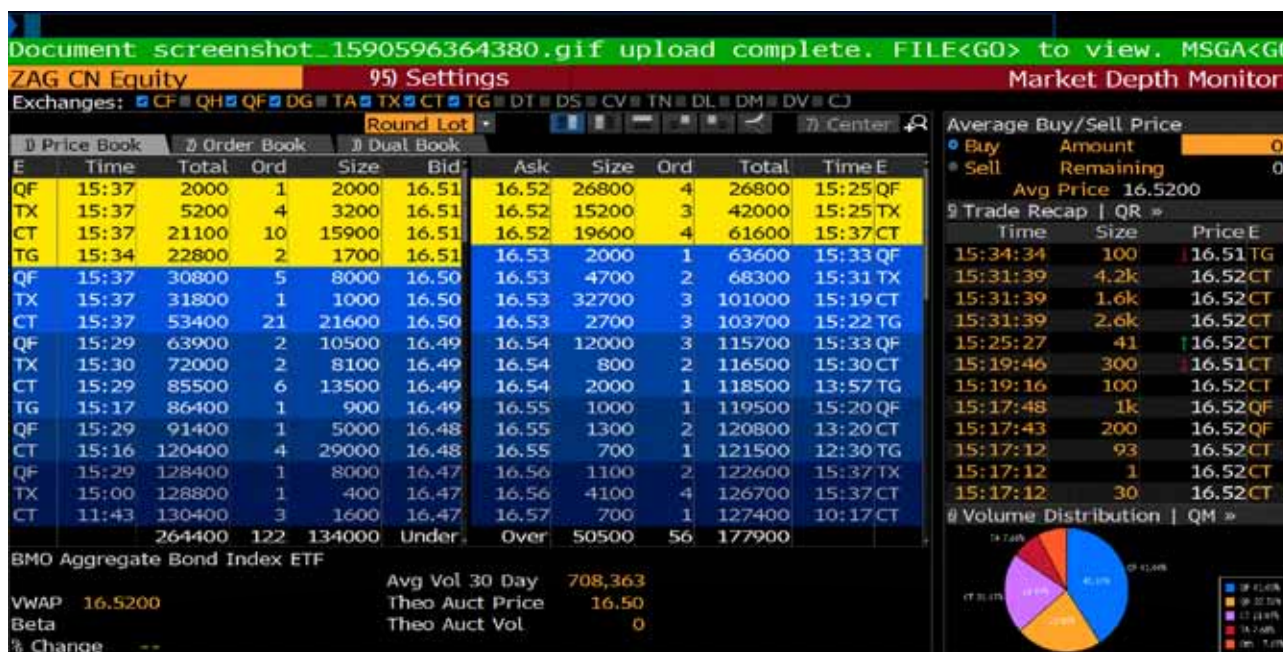 Document screenshot_1590596364380.gif upload complete. FILE<GO> to view. MSGA<G
ZAG CN Equity 95) Settings Market Depth Monitor
Exchanges: CF QH QF DG TA TX CT TG DT DS CV TN DL DM DV CJ
Round Lot 7) Center
1) Price Book 2) Order Book 3) Dual Book
E Time Total Ord Size Bid Ask Size Ord Total Time E
QF 15:37 2000 1 2000 16.51 16.52 26800 4 26800 15:25 QF
TX 15:37 5200 4 3200 16.51 16.52 15200 3 42000 15:25 TX
CT 15:37 21100 10 15900 16.51 16.52 19600 4 61600 15:37 CT
TG 15:34 22800 2 1700 16.51 16.53 2000 1 63600 15:33 QF
QF 15:37 30800 5 8000 16.50 16.53 4700 2 68300 15:31 TX
TX 15:37 31800 1 1000 16.50 16.53 32700 3 101000 15:19 CT
CT 15:37 53400 21 21600 16.50 16.53 2700 3 103700 15:22 TG
QF 15:29 63900 2 10500 16.49 16.54 12000 3 115700 15:33 QF
TX 15:30 72000 2 8100 16.49 16.54 800 2 116500 15:30 CT
CT 15:29 85500 6 13500 16.49 16.54 2000 1 118500 13:57 TG
TG 15:17 86400 1 900 16.49 16.55 1000 1 119500 15:20 QF
QF 15:29 91400 1 5000 16.48 16.55 1300 2 120800 13:20 CT
CT 15:16 120400 4 29000 16.48 16.55 700 1 121500 12:30 TG
QF 15:29 128400 1 8000 16.47 16.56 1100 2 122600 15:37 TX
TX 15:00 128800 1 400 16.47 16.56 4100 4 126700 15:37 CT
CT 11:43 130400 3 1600 16.47 16.57 700 1 127400 10:17 CT
264400 122 134000 Under Over 50500 56 177900
BMO Aggregate Bond Index ETF
Avg Vol 30 Day 708,363
VWAP 16.5200 Theo Auct Price 16.50
Beta Theo Auct Vol 0
% Change --
Average Buy/Sell Price
Buy Amount 0
Sell Remaining 0
Avg Price 16.5200
Trade Recap | QR »
Time Size Price E
15:34:34 100 16.51 TG
15:31:39 4.2k 16.52 CT
15:31:39 1.6k 16.52 CT
15:31:39 2.6k 16.52 CT
15:25:27 41 16.52 CT
15:19:46 300 16.51 CT
15:19:16 100 16.52 CT
15:17:48 1k 16.52 QF
15:17:43 200 16.52 QF
15:17:12 93 16.52 CT
15:17:12 1 16.52 CT
15:17:12 30 16.52 CT
Volume Distribution | QM »